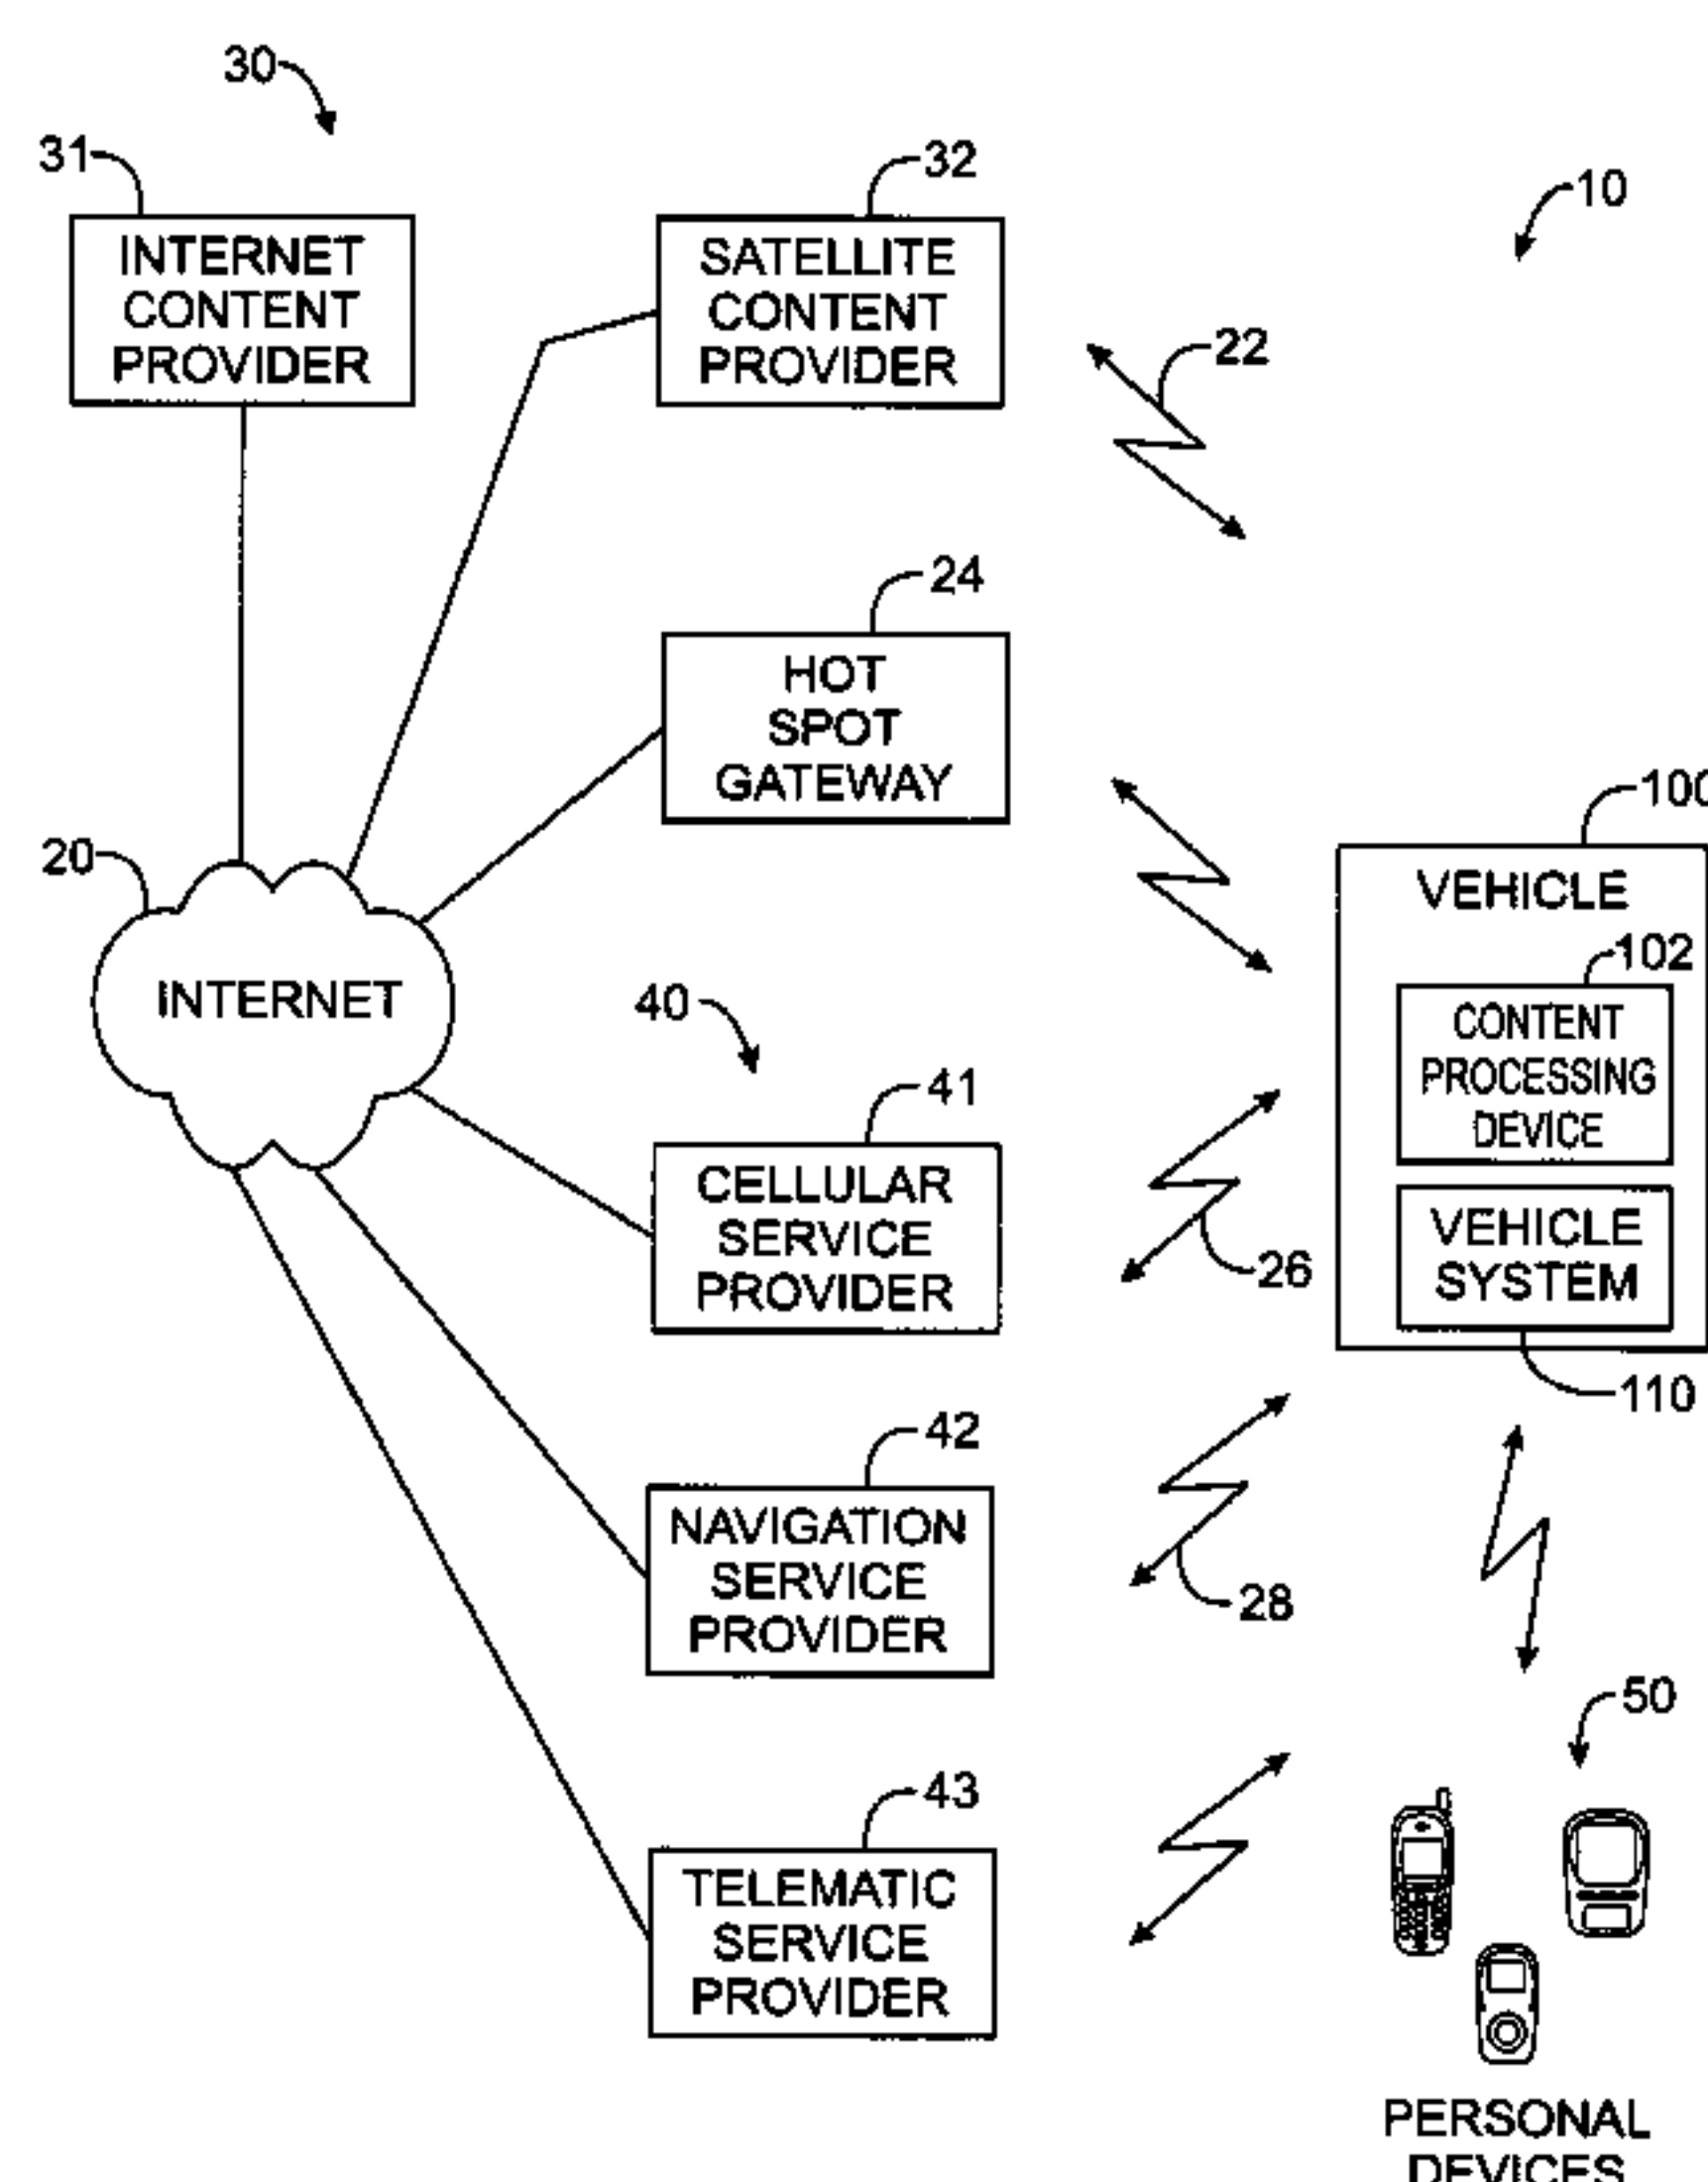 30
31
INTERNET
CONTENT
PROVIDER
32
SATELLITE
CONTENT
PROVIDER
10
22
24
HOT
SPOT
GATEWAY
20
INTERNET
40
41
CELLULAR
SERVICE
PROVIDER
26
100
VEHICLE
102
CONTENT
PROCESSING
DEVICE
VEHICLE
SYSTEM
110
42
NAVIGATION
SERVICE
PROVIDER
28
43
TELEMATIC
SERVICE
PROVIDER
50
PERSONAL
DEVICES